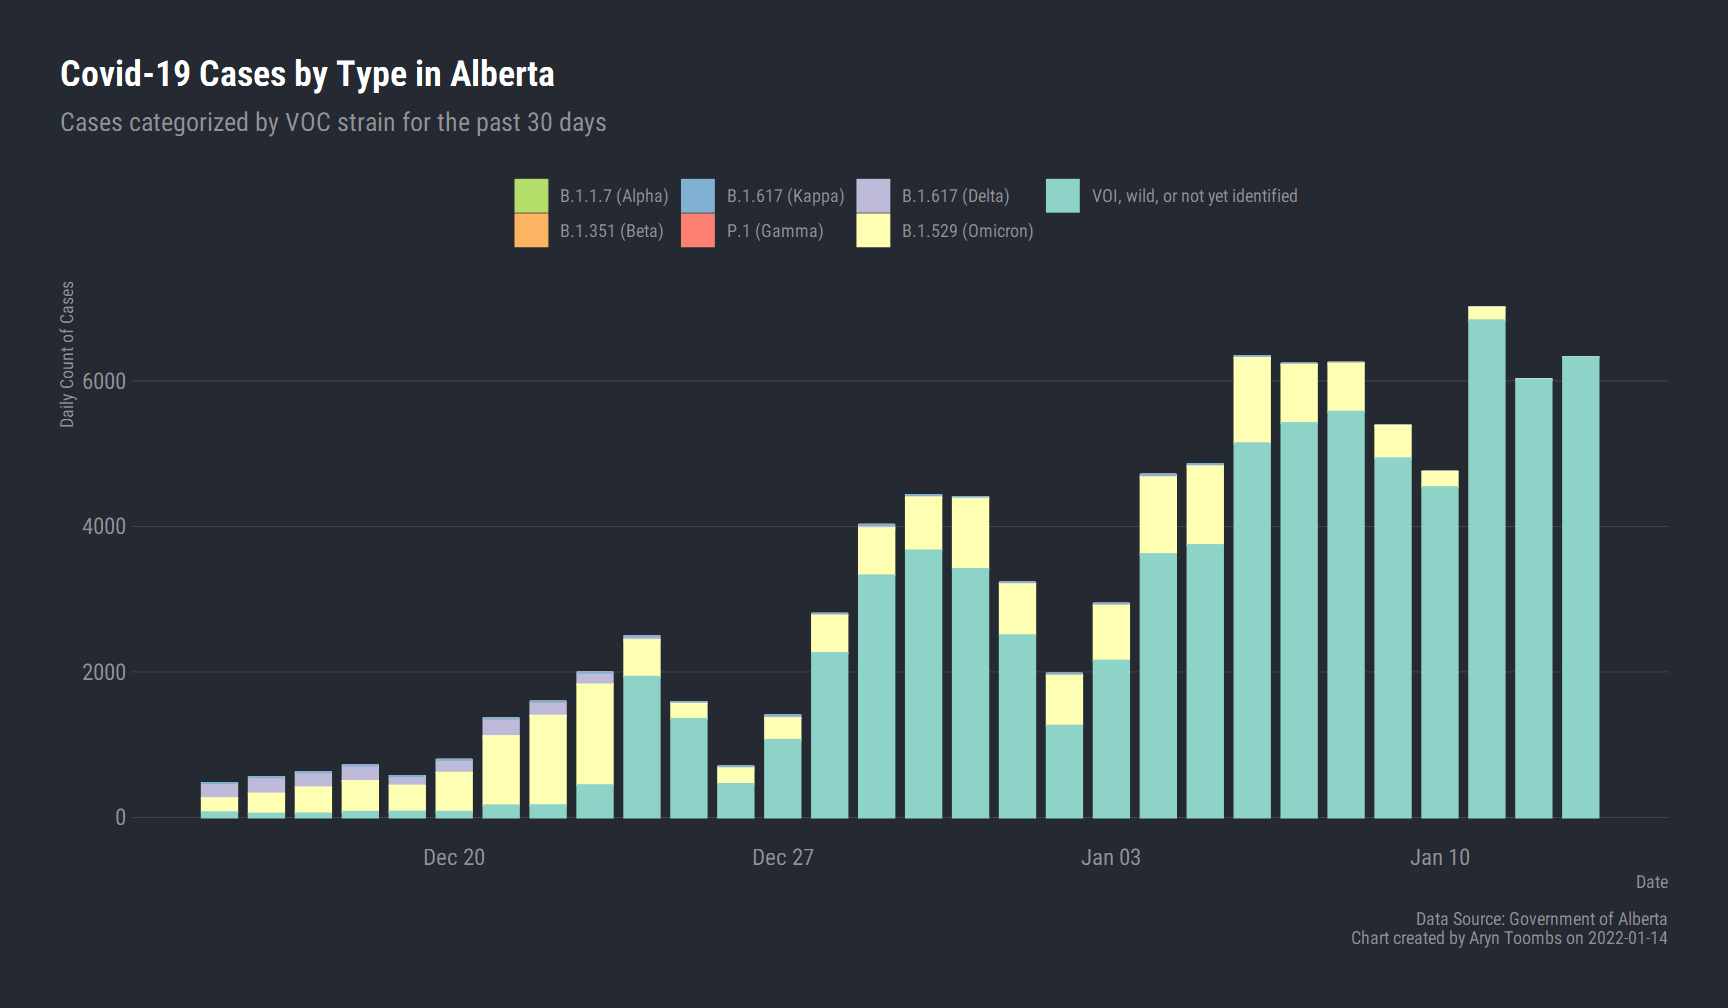 Covid-19 Cases by Type in Alberta
Cases categorized by VOC strain for the past 30 days
B.1.1.7 (Alpha) B.1.617 (Kappa) B.1.617 (Delta) VOI, wild, or not yet identified
B.1.351 (Beta) P.1 (Gamma) B.1.529 (Omicron)
Daily Count of Cases
6000
4000
2000
0
Dec 20 Dec 27 Jan 03 Jan 10
Date
Data Source: Government of Alberta
Chart created by Aryn Toombs on 2022-01-14